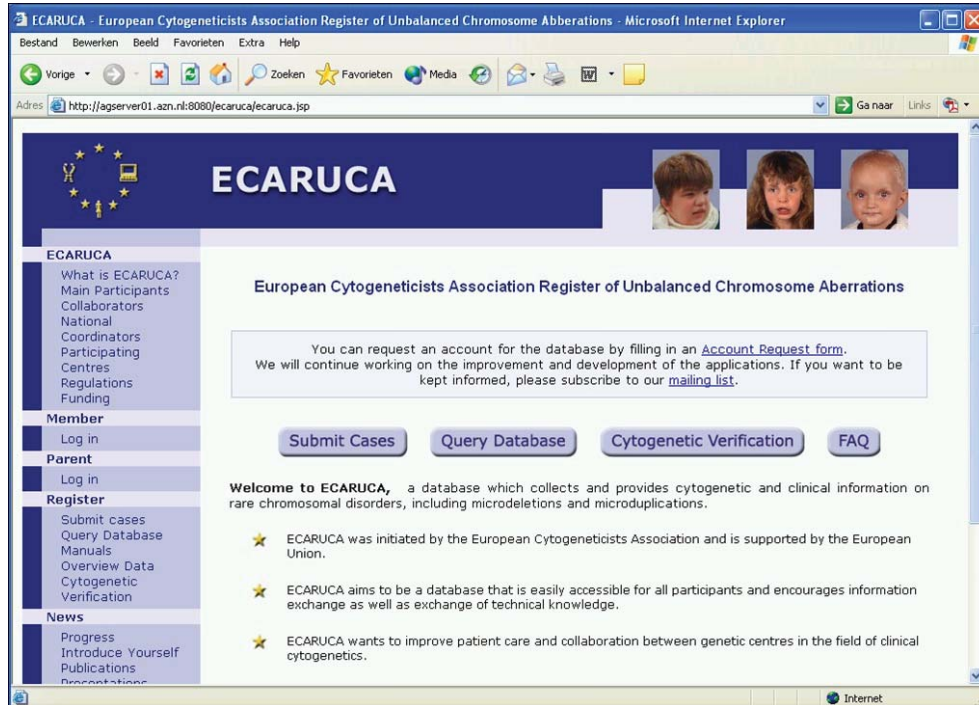 ECARUCA - European Cytogeneticists Association Register of Unbalanced Chromosome Abberations - Microsoft Internet Explorer
Bestand Bewerken Beeld Favorieten Extra Help
Vorige Zoeken Favorieten Media
Adres http://agserver01.azn.nl:8080/ecaruca/ecaruca.jsp Ga naar Links
ECARUCA
ECARUCA
What is ECARUCA?
Main Participants
Collaborators
National
Coordinators
Participating
Centres
Regulations
Funding
Member
Log in
Parent
Log in
Register
Submit cases
Query Database
Manuals
Overview Data
Cytogenetic
Verification
News
Progress
Introduce Yourself
Publications
Presentations
European Cytogeneticists Association Register of Unbalanced Chromosome Aberrations
You can request an account for the database by filling in an Account Request form.
We will continue working on the improvement and development of the applications. If you want to be
kept informed, please subscribe to our mailing list.
Submit Cases Query Database Cytogenetic Verification FAQ
Welcome to ECARUCA, a database which collects and provides cytogenetic and clinical information on
rare chromosomal disorders, including microdeletions and microduplications.
ECARUCA was initiated by the European Cytogeneticists Association and is supported by the European
Union.
ECARUCA aims to be a database that is easily accessible for all participants and encourages information
exchange as well as exchange of technical knowledge.
ECARUCA wants to improve patient care and collaboration between genetic centres in the field of clinical
cytogenetics.
Internet